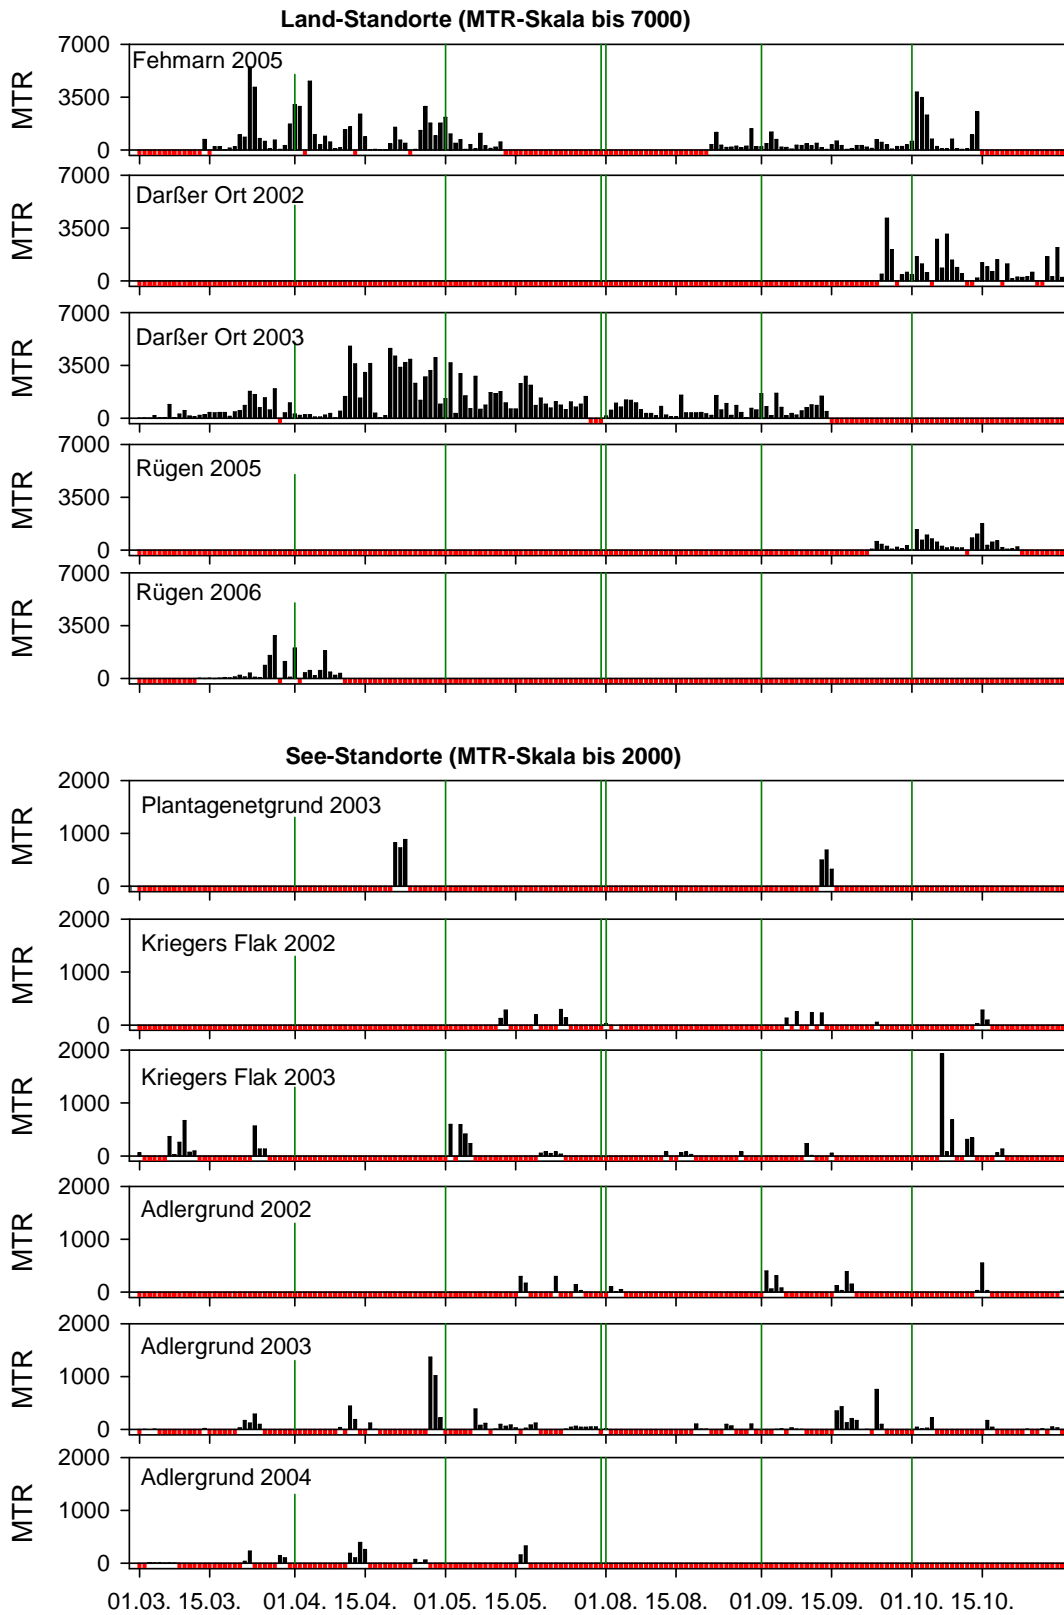 Land-Standorte (MTR-Skala bis 7000)
7000
3500
0
MTR
Fehmarn 2005
7000
3500
0
MTR
Darßer Ort 2002
7000
3500
0
MTR
Darßer Ort 2003
7000
3500
0
MTR
Rügen 2005
7000
3500
0
MTR
Rügen 2006
See-Standorte (MTR-Skala bis 2000)
2000
1000
0
MTR
Plantagenetgrund 2003
2000
1000
0
MTR
Kriegers Flak 2002
2000
1000
0
MTR
Kriegers Flak 2003
2000
1000
0
MTR
Adlergrund 2002
2000
1000
0
MTR
Adlergrund 2003
2000
1000
0
MTR
Adlergrund 2004
01.03. 15.03. 01.04. 15.04. 01.05. 15.05. 01.08. 15.08. 01.09. 15.09. 01.10. 15.10.